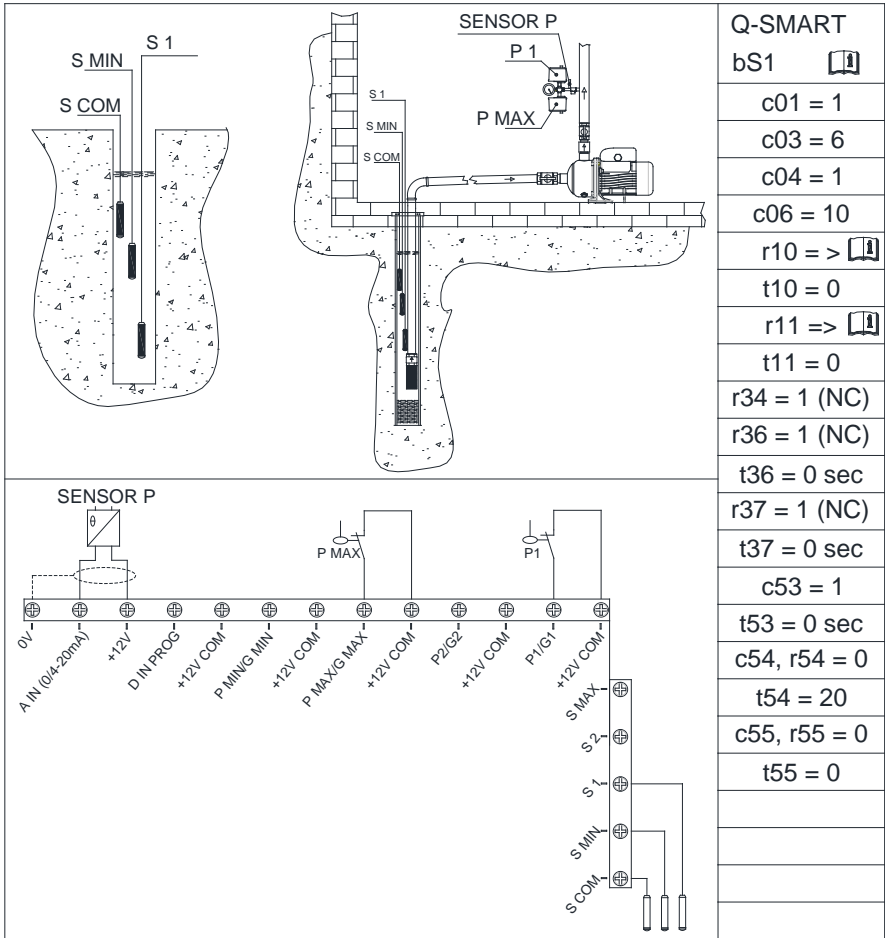 S 1
S MIN
S COM
SENSOR P
P 1
P MAX
S 1
S MIN
S COM
SENSOR P
θ
P MAX
P1
0V
A IN (0/4-20mA)
+12V
D IN PROG
+12V COM
P MIN/G MIN
+12V COM
P MAX/G MAX
+12V COM
P2/G2
+12V COM
P1/G1
+12V COM
S MAX
S 2
S 1
S MIN
S COM
Q-SMART
bS1 i
c01 = 1
c03 = 6
c04 = 1
c06 = 10
r10 = > i
t10 = 0
r11 => i
t11 = 0
r34 = 1 (NC)
r36 = 1 (NC)
t36 = 0 sec
r37 = 1 (NC)
t37 = 0 sec
c53 = 1
t53 = 0 sec
c54, r54 = 0
t54 = 20
c55, r55 = 0
t55 = 0